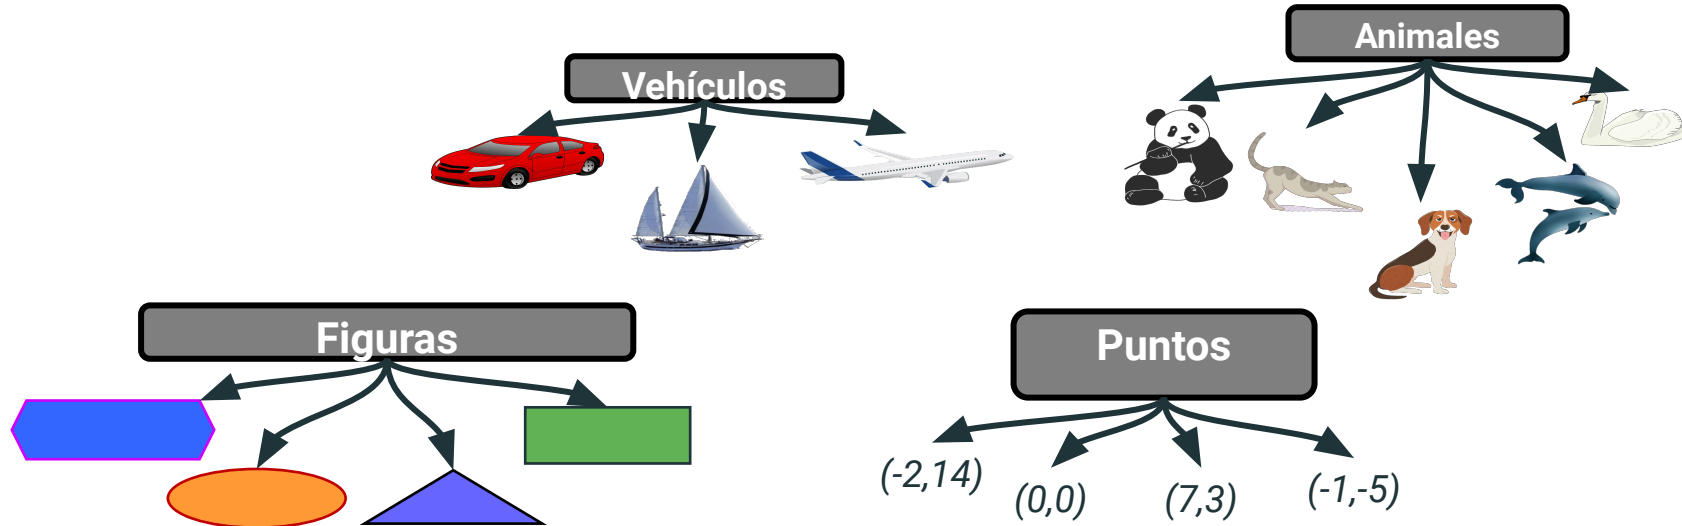 Animales
Vehículos
Figuras
Puntos
(-2,14)
(0,0)
(7,3)
(-1,-5)